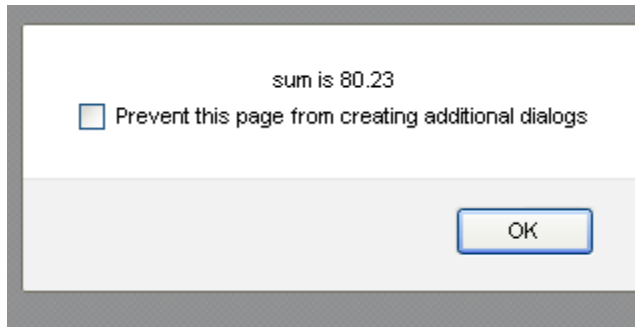 sum is 80.23
Prevent this page from creating additional dialogs
OK